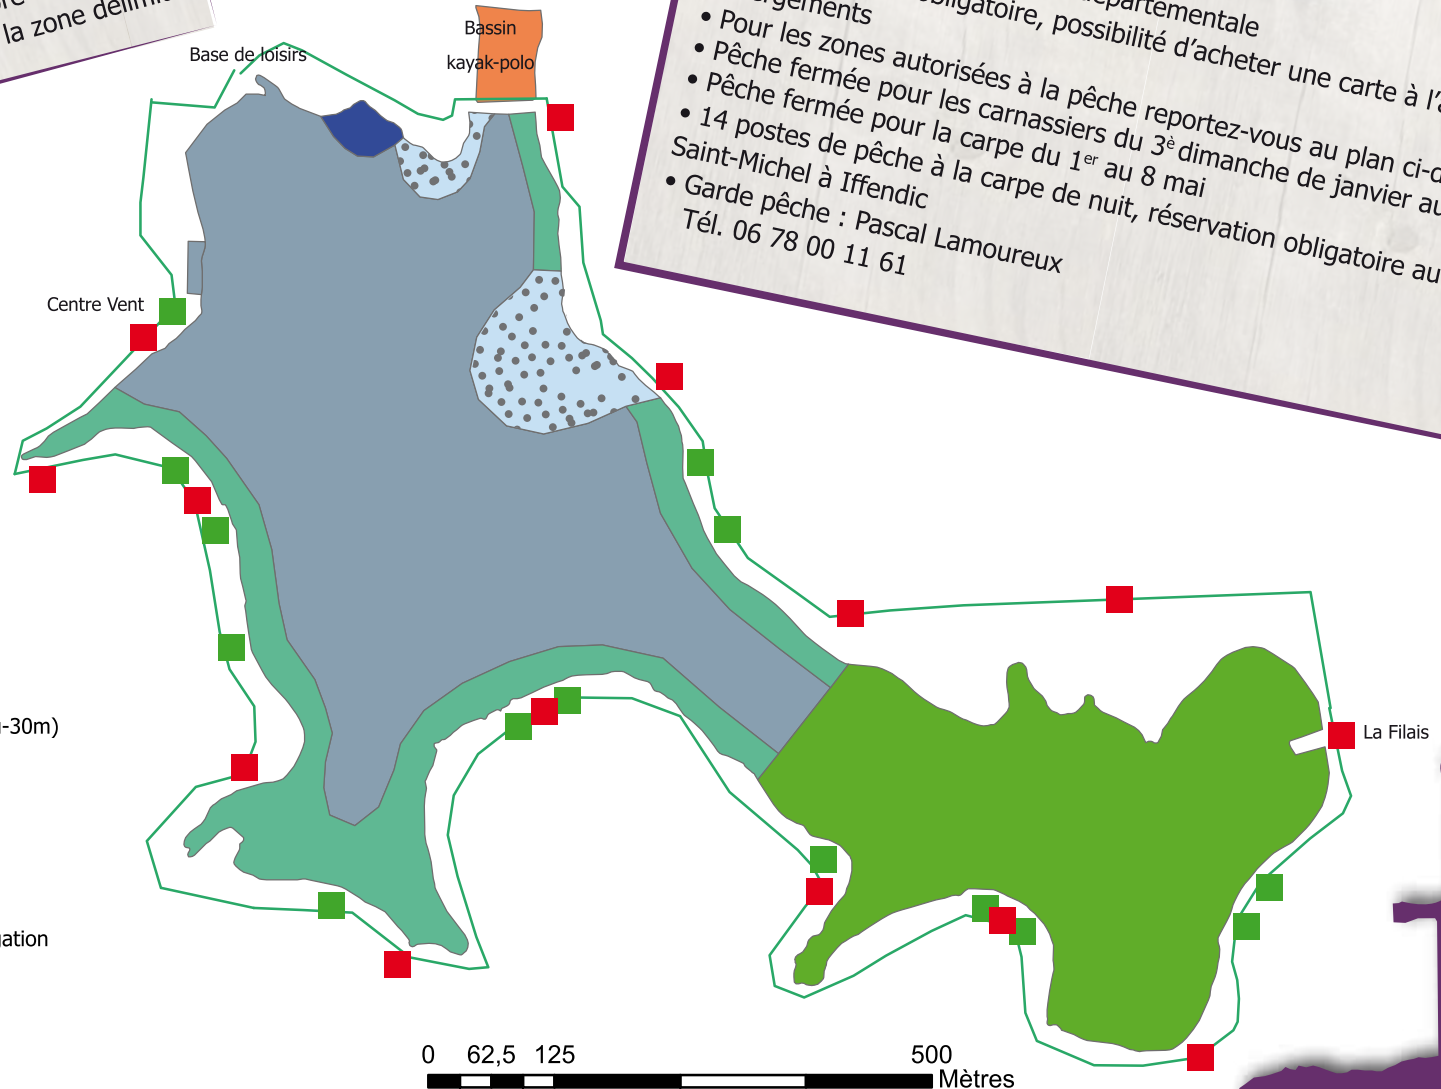 la zone délimi
Base de loisirs
Bassin
kayak-polo
épartementale
obligatoire, possibilité d'acheter une carte à l'a
ergements
• Pour les zones autorisées à la pêche reportez-vous au plan ci-d
• Pêche fermée pour les carnassiers du 3è dimanche de janvier au
• Pêche fermée pour la carpe du 1er au 8 mai
• 14 postes de pêche à la carpe de nuit, réservation obligatoire au
Saint-Michel à Iffendic
• Garde pêche : Pascal Lamoureux
Tél. 06 78 00 11 61
Centre Vent
La Filais
-30m)
ation
0 62,5 125 500
Mètres